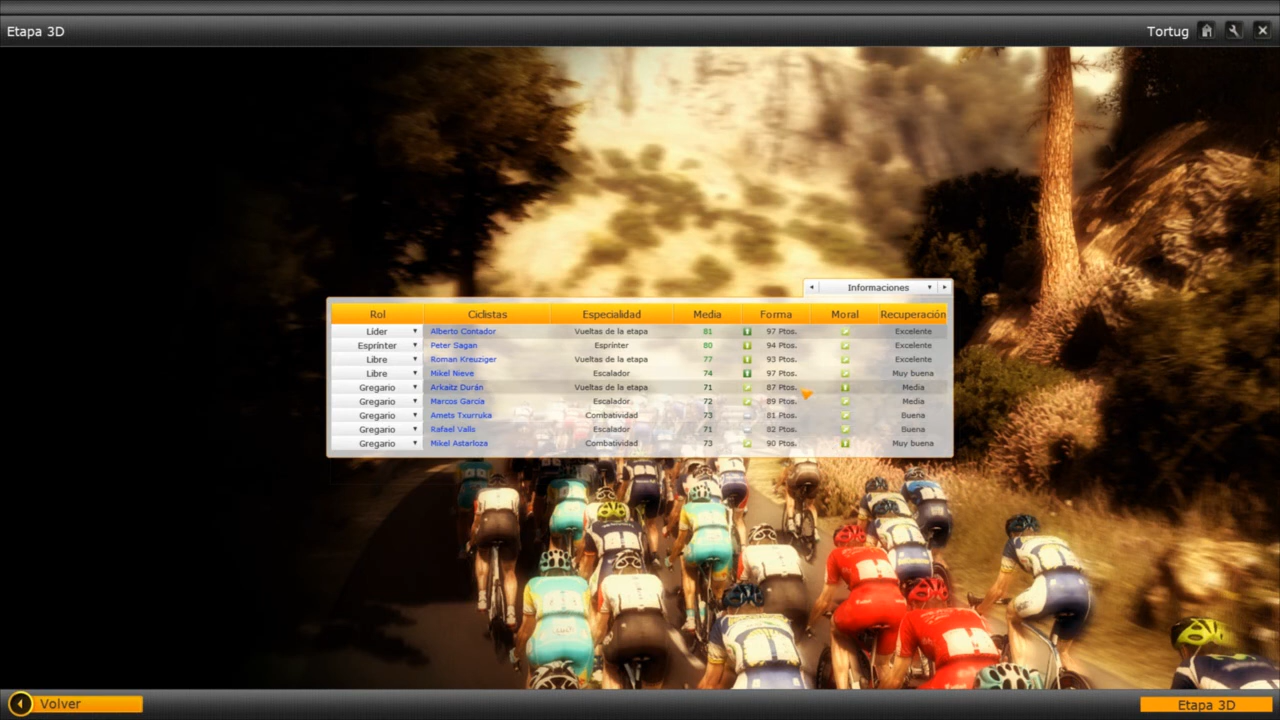 Etapa 3D Tortug
Informaciones
Rol Ciclistas Especialidad Media Forma Moral Recuperación
Líder Alberto Contador Vueltas de la etapa 81 97 Ptos. Excelente
Esprínter Peter Sagan Esprínter 80 94 Ptos. Excelente
Libre Roman Kreuziger Vueltas de la etapa 77 93 Ptos. Excelente
Libre Mikel Nieve Escalador 74 97 Ptos. Muy buena
Gregario Arkaitz Durán Vueltas de la etapa 71 87 Ptos. Media
Gregario Marcos García Escalador 72 89 Ptos. Media
Gregario Amets Txurruka Combatividad 73 81 Ptos. Buena
Gregario Rafael Valls Escalador 71 82 Ptos. Buena
Gregario Mikel Astarloza Combatividad 73 90 Ptos. Muy buena
Volver Etapa 3D